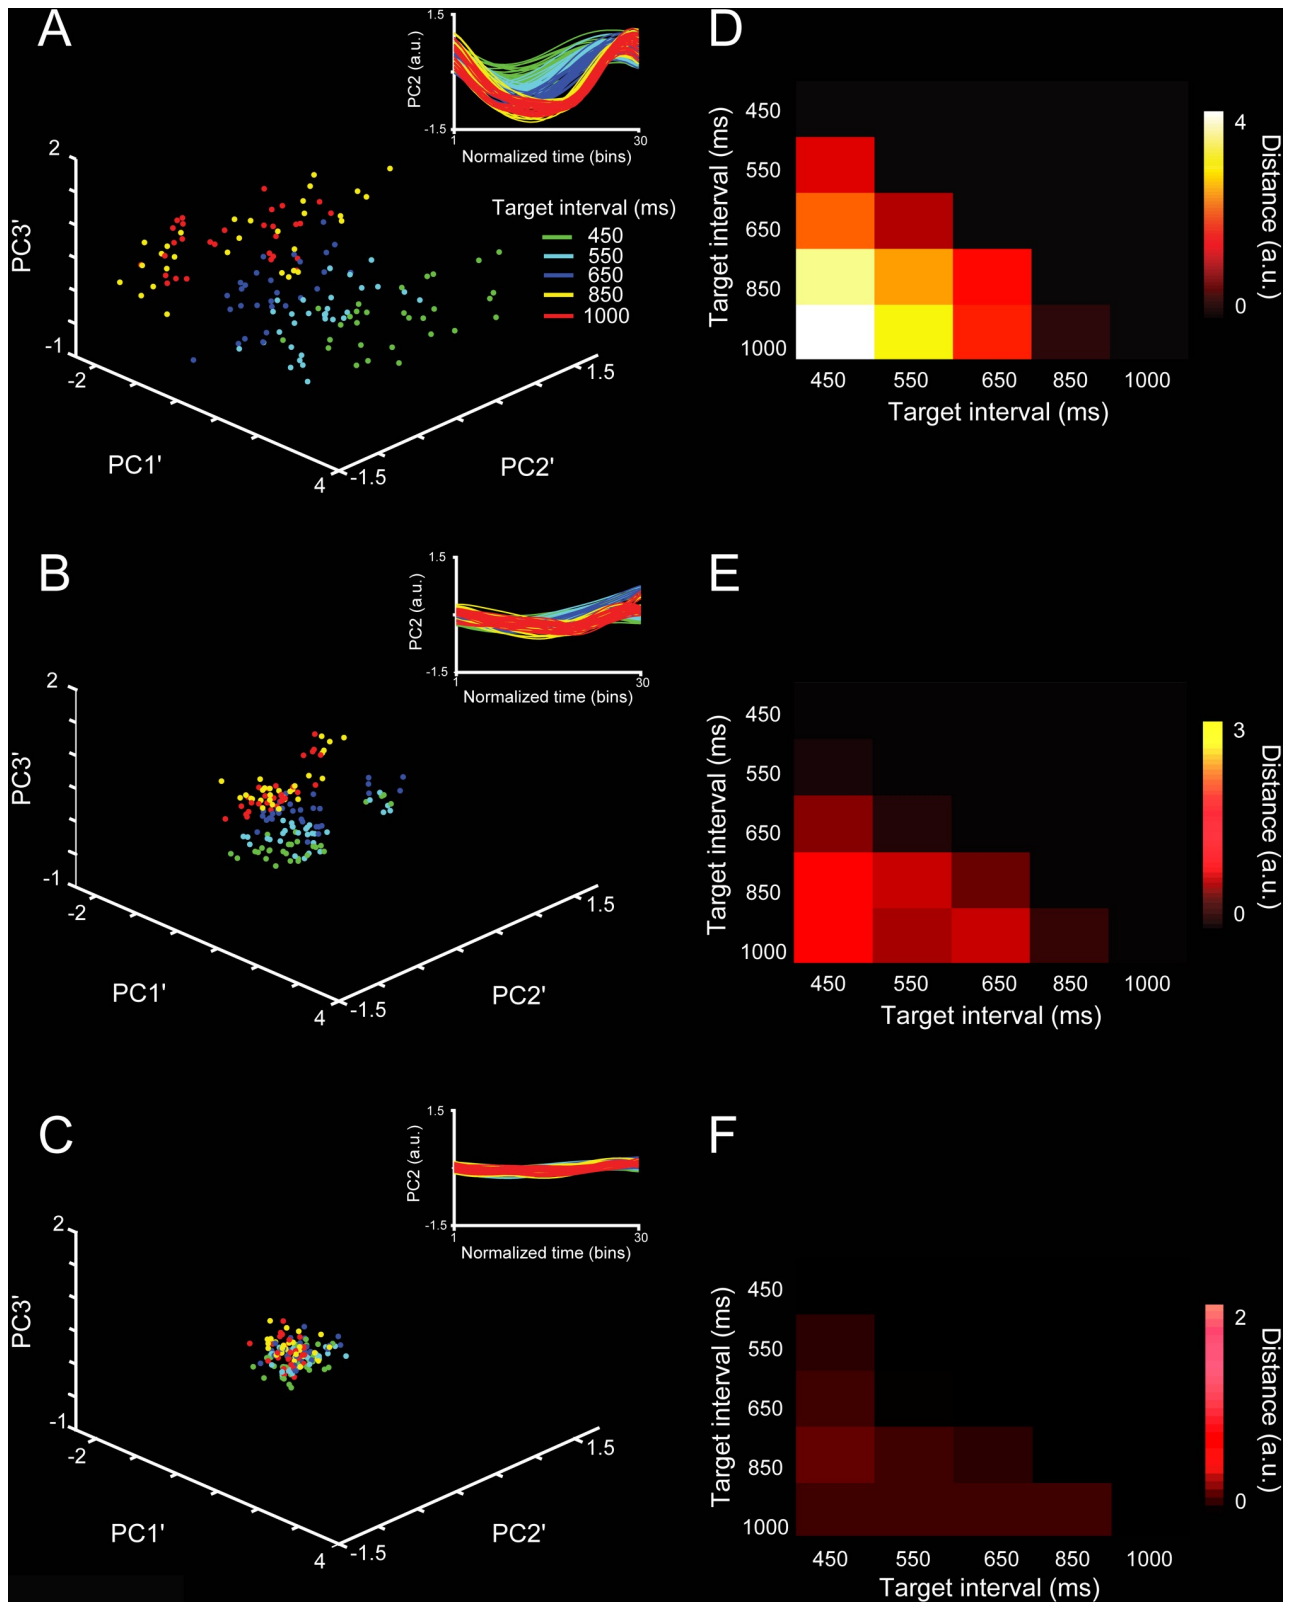 A
1.5
PC2 (a.u.)
-1.5
1
30
Normalized time (bins)
2
PC3'
-1
-2
PC1'
4
-1.5
PC2'
1.5
Target interval (ms)
450
550
650
850
1000
D
Target interval (ms)
450
550
650
850
1000
450 550 650 850 1000
Target interval (ms)
4
0
Distance (a.u.)
B
1.5
PC2 (a.u.)
-1.5
1
30
Normalized time (bins)
2
PC3'
-1
-2
PC1'
4
-1.5
PC2'
1.5
E
Target interval (ms)
450
550
650
850
1000
450 550 650 850 1000
Target interval (ms)
3
0
Distance (a.u.)
C
1.5
PC2 (a.u.)
-1.5
1
30
Normalized time (bins)
2
PC3'
-1
-2
PC1'
4
-1.5
PC2'
1.5
F
Target interval (ms)
450
550
650
850
1000
450 550 650 850 1000
Target interval (ms)
2
0
Distance (a.u.)